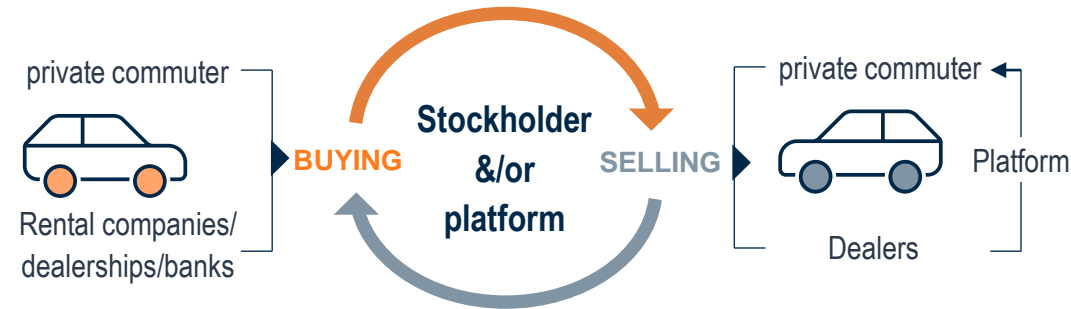 private commuter
Rental companies/
dealerships/banks
BUYING
Stockholder
&/or
platform
SELLING
private commuter
Platform
Dealers